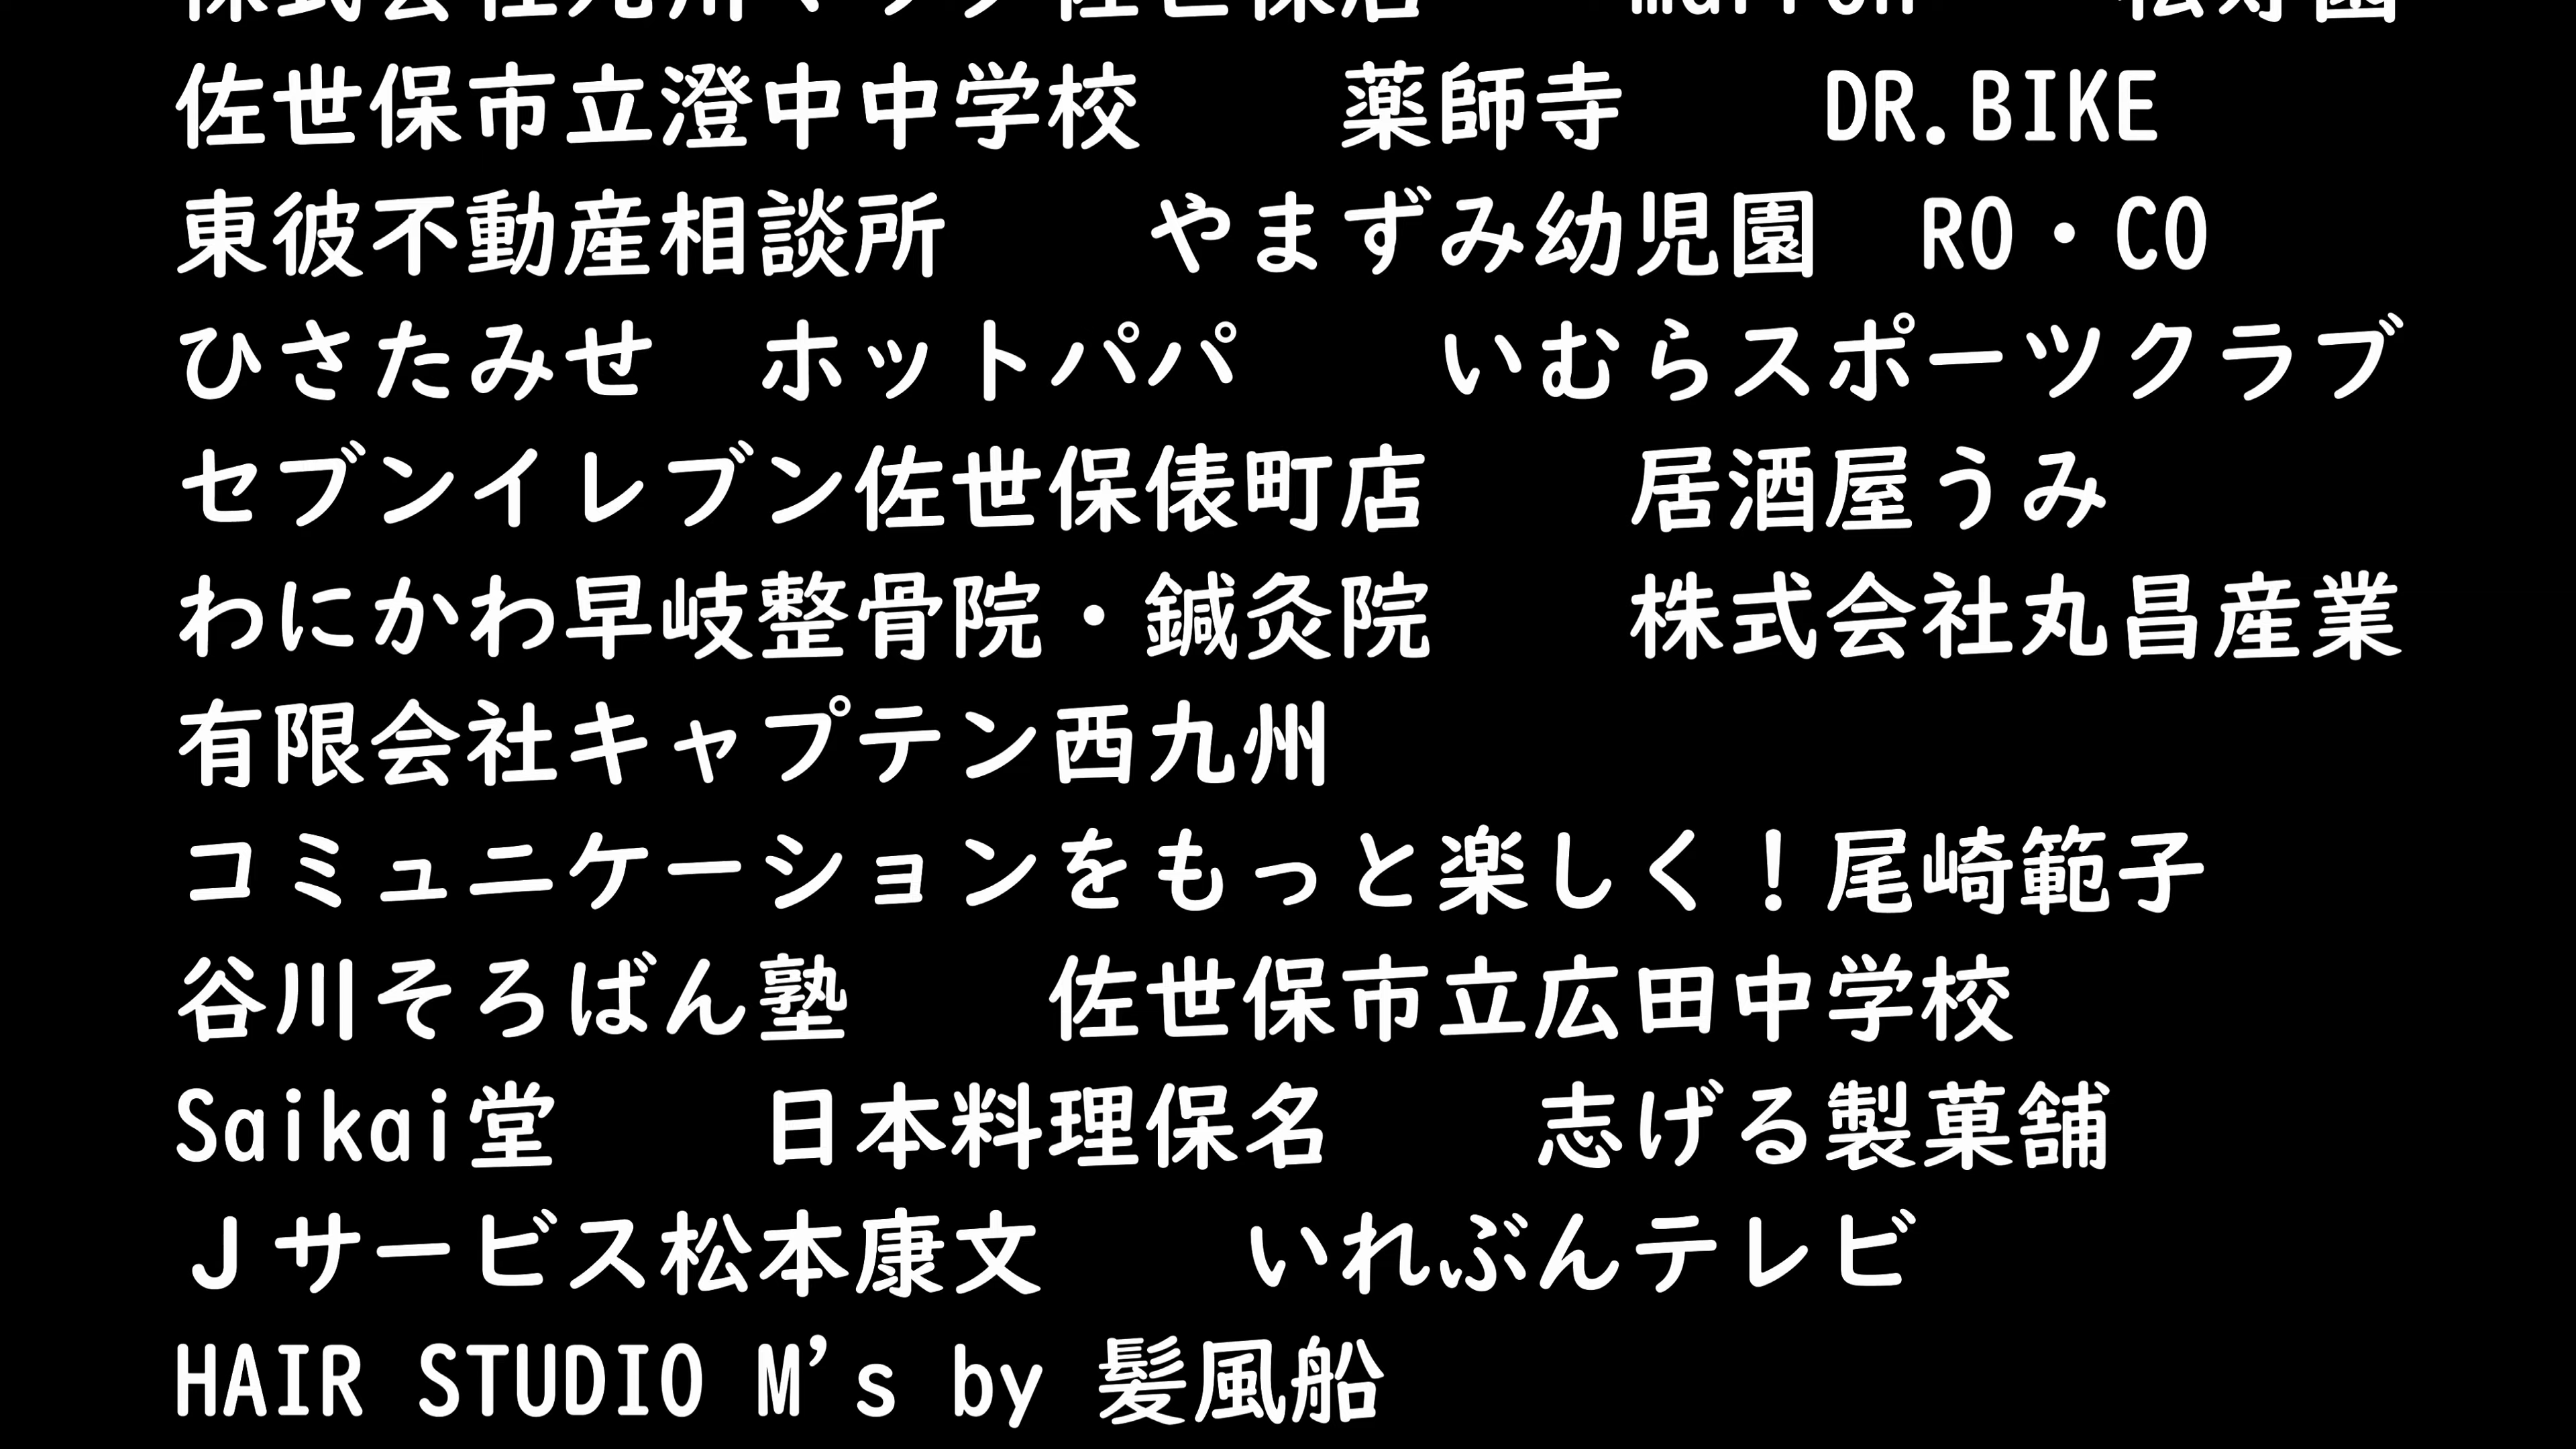 佐世保市立澄中中学校　　薬師寺　　DR.BIKE
東彼不動産相談所　　やまずみ幼児園　RO・CO
ひさたみせ　ホットパパ　　いむらスポーツクラブ
セブンイレブン佐世保俵町店　　居酒屋うみ
わにかわ早岐整骨院・鍼灸院　　株式会社丸昌産業
有限会社キャプテン西九州
コミュニケーションをもっと楽しく！尾崎範子
谷川そろばん塾　　佐世保市立広田中学校
Saikai堂　　日本料理保名　　志げる製菓舗
Ｊサービス松本康文　　いれぶんテレビ
HAIR STUDIO M’s by 髪風船